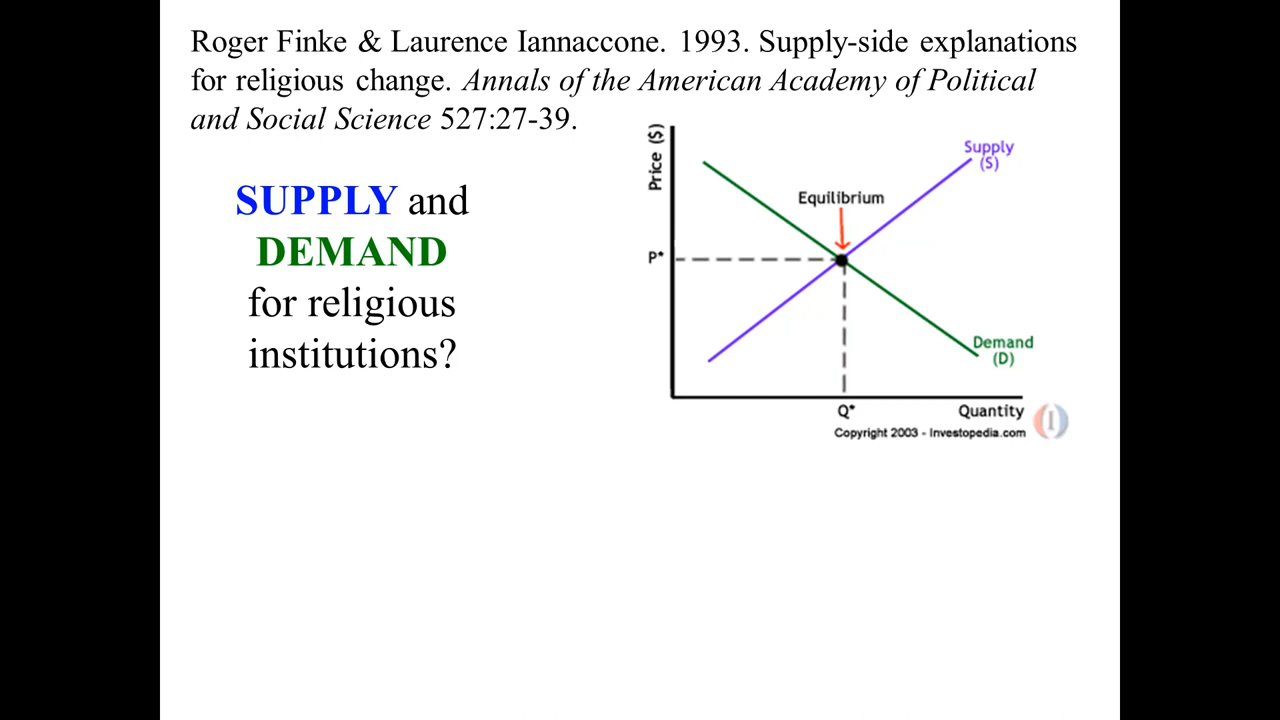 Roger Finke & Laurence Iannaccone. 1993. Supply-side explanations
for religious change. Annals of the American Academy of Political
and Social Science 527:27-39.
SUPPLY and
DEMAND
for religious
institutions?
Price ($)
Supply
(S)
Equilibrium
P*
Demand
(D)
Q*
Quantity
Copyright 2003 - Investopedia.com
I